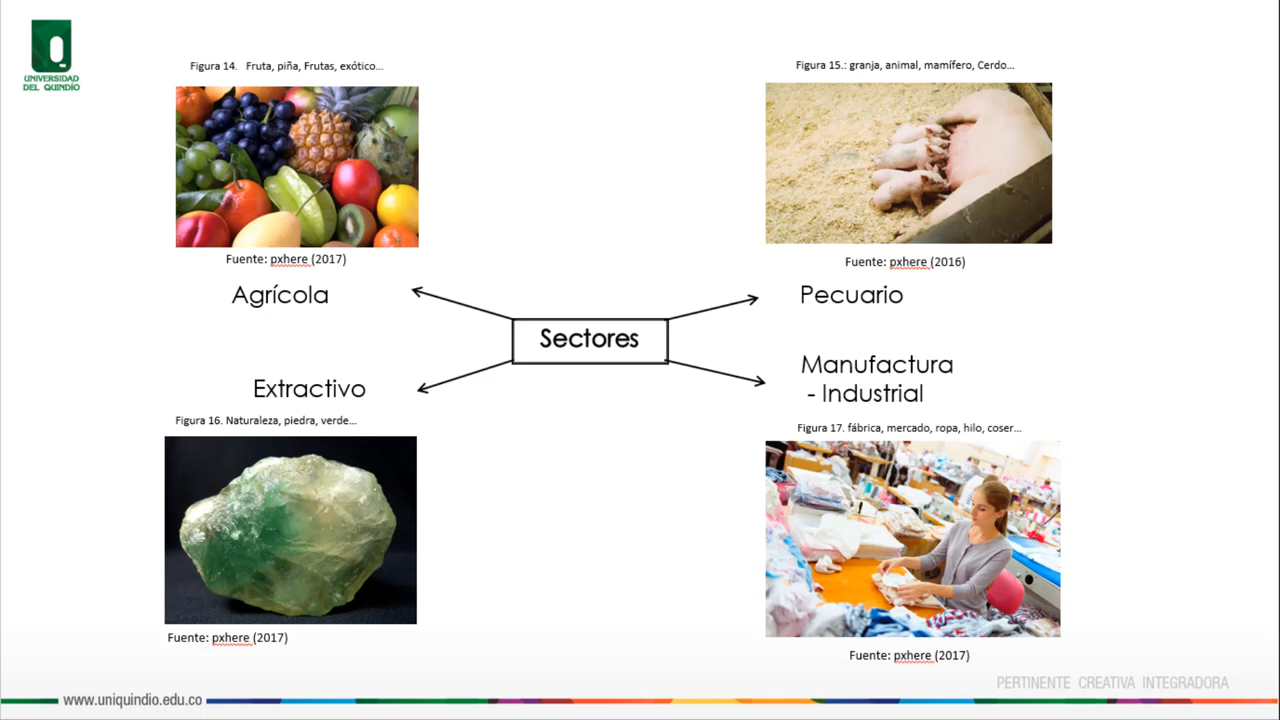 UNIVERSIDAD
DEL QUINDÍO
Figura 14. Fruta, piña, Frutas, exótico...
Fuente: pxhere (2017)
Agrícola
Figura 15.: granja, animal, mamífero, Cerdo...
Fuente: pxhere (2016)
Pecuario
Sectores
Extractivo
Figura 16. Naturaleza, piedra, verde...
Fuente: pxhere (2017)
Manufactura
- Industrial
Figura 17. fábrica, mercado, ropa, hilo, coser...
Fuente: pxhere (2017)
PERTINENTE CREATIVA INTEGRADORA
www.uniquindio.edu.co